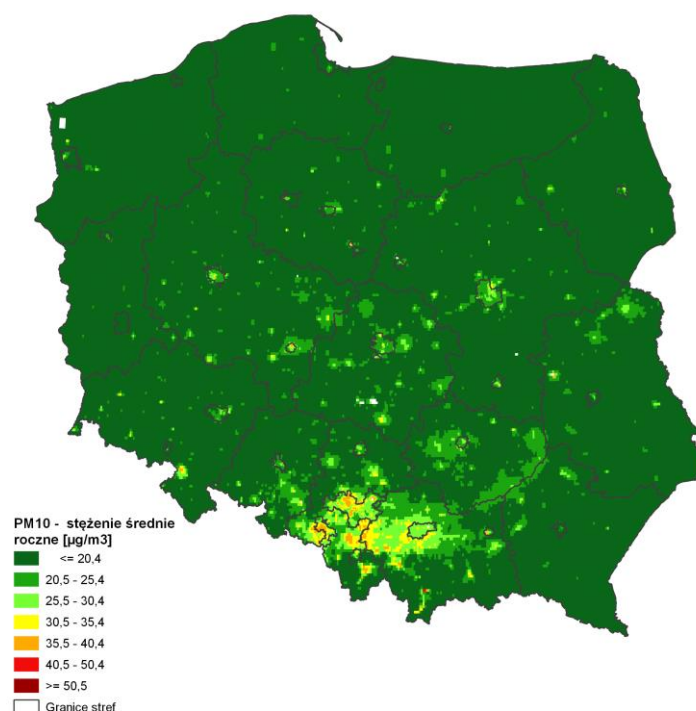 PM10 - stężenie średnie
roczne [µg/m3]
<= 20,4
20,5 - 25,4
25,5 - 30,4
30,5 - 35,4
35,5 - 40,4
40,5 - 50,4
>= 50,5
Granice stref